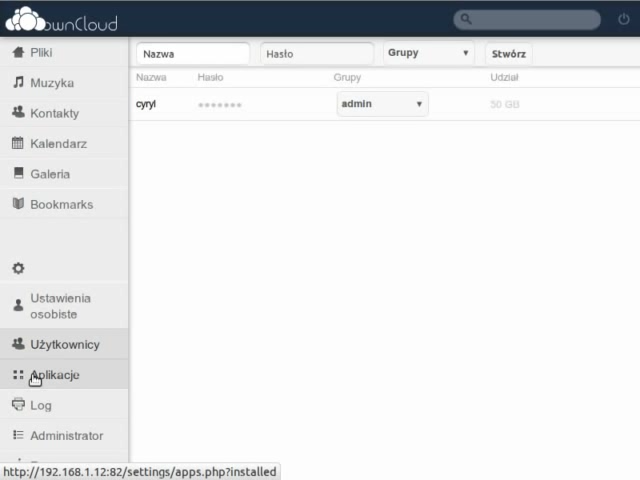 ownCloud
Pliki
Muzyka
Kontakty
Kalendarz
Galeria
Bookmarks
Ustawienia
osobiste
Użytkownicy
Aplikacje
Log
Administrator
Nazwa
Hasło
Grupy
Stwórz
Nazwa
Hasło
Grupy
Udział
cyryl
●●●●●●●
admin
50 GB
http://192.168.1.12:82/settings/apps.php?installed